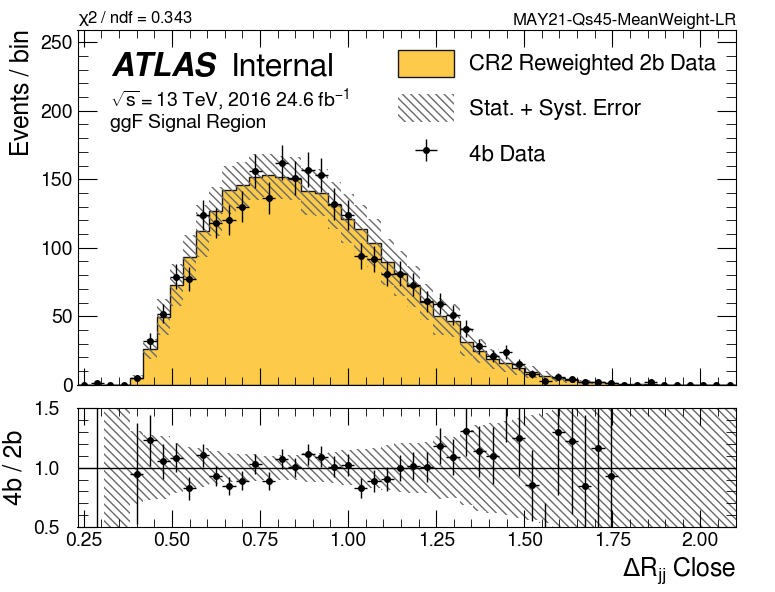 χ2 / ndf = 0.343
MAY21-Qs45-MeanWeight-LR
Events / bin
250
200
150
100
50
0
ATLAS Internal
√s = 13 TeV, 2016 24.6 fb−1
ggF Signal Region
CR2 Reweighted 2b Data
Stat. + Syst. Error
4b Data
4b / 2b
1.5
1.0
0.5
0.25 0.50 0.75 1.00 1.25 1.50 1.75 2.00
ΔRjj Close